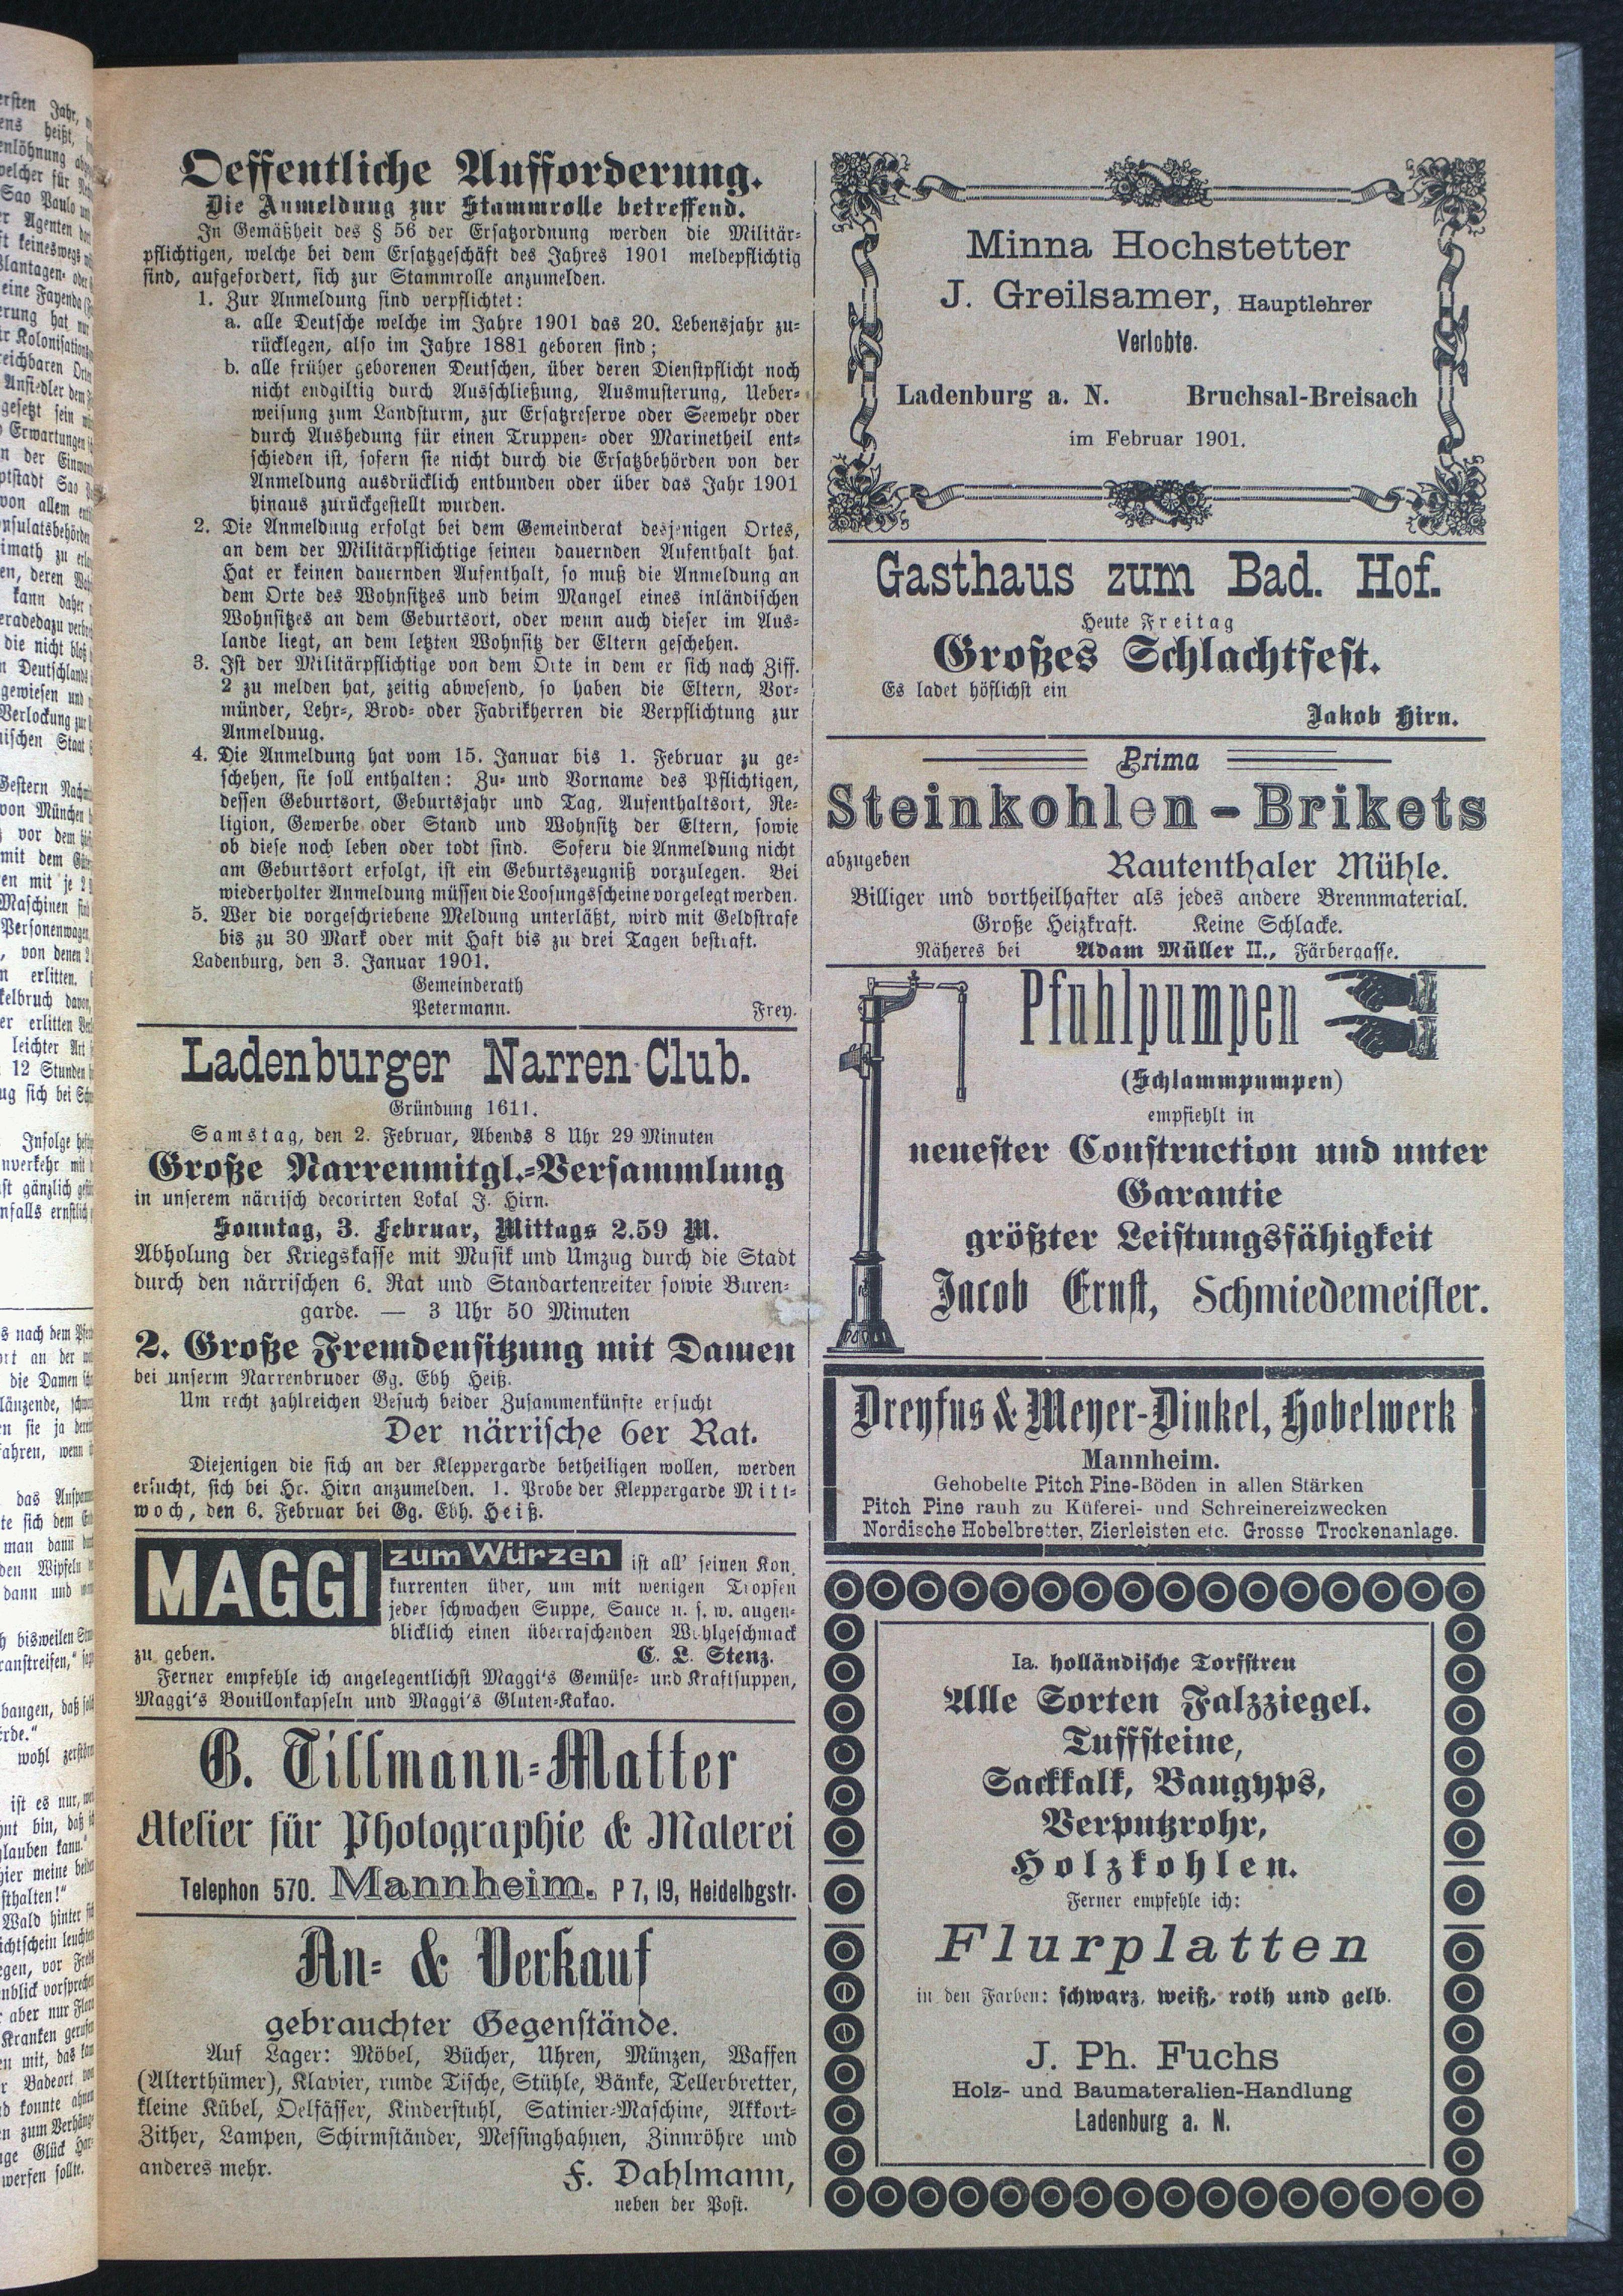 Oeffentliche Aufforderung.
Die Anmeldung zur Stammrolle betreffend.
In Gemäßheit des § 56 der Ersatzordnung werden die Militär-
pflichtigen, welche bei dem Ersatzgeschäft des Jahres 1901 meldepflichtig
sind, aufgefordert, sich zur Stammrolle anzumelden.
1. Zur Anmeldung sind verpflichtet:
a. alle Deutsche welche im Jahre 1901 das 20. Lebensjahr zu-
rücklegen, also im Jahre 1881 geboren sind;
b. alle früher geborenen Deutschen, über deren Dienstpflicht noch
nicht endgiltig durch Ausschließung, Ausmusterung, Ueber-
weisung zum Landsturm, zur Ersatzreserve oder Seewehr oder
durch Aushedung für einen Truppen- oder Marinetheil ent-
schieden ist, sofern sie nicht durch die Ersatzbehörden von der
Anmeldung ausdrücklich entbunden oder über das Jahr 1901
hinaus zurückgestellt wurden.
2. Die Anmelduug erfolgt bei dem Gemeinderat desjenigen Ortes,
an dem der Militärpflichtige seinen dauernden Aufenthalt hat.
Hat er keinen dauernden Aufenthalt, so muß die Anmeldung an
dem Orte des Wohnsitzes und beim Mangel eines inländischen
Wohnsitzes an dem Geburtsort, oder wenn auch dieser im Aus-
lande liegt, an dem letzten Wohnsitz der Eltern geschehen.
3. Ist der Militärpflichtige von dem Orte in dem er sich nach Ziff.
2 zu melden hat, zeitig abwesend, so haben die Eltern, Vor-
münder, Lehr-, Brod- oder Fabrikherren die Verpflichtung zur
Anmelduug.
4. Die Anmeldung hat vom 15. Januar bis 1. Februar zu ge-
schehen, sie soll enthalten: Zu- und Vorname des Pflichtigen,
dessen Geburtsort, Geburtsjahr und Tag, Aufenthaltsort, Re-
ligion, Gewerbe oder Stand und Wohnsitz der Eltern, sowie
ob diese noch leben oder todt sind. Soferu die Anmeldung nicht
am Geburtsort erfolgt, ist ein Geburtszeugniß vorzulegen. Bei
wiederholter Anmeldung müssen die Loosungsscheine vorgelegt werden.
5. Wer die vorgeschriebene Meldung unterläßt, wird mit Geldstrafe
bis zu 30 Mark oder mit Haft bis zu drei Tagen bestraft.
Ladenburg, den 3. Januar 1901.
Gemeinderath
Petermann. Frey.
Ladenburger Narren-Club.
Gründung 1611.
Samstag, den 2. Februar, Abends 8 Uhr 29 Minuten
Große Narrenmitgl.-Versammlung
in unserem närrisch decorirten Lokal J. Hirn.
Sonntag, 3. Februar, Mittags 2.59 M.
Abholung der Kriegskasse mit Musik und Umzug durch die Stadt
durch den närrischen 6. Rat und Standartenreiter sowie Buren-
garde. — 3 Uhr 50 Minuten
2. Große Fremdensitzung mit Damen
bei unserm Narrenbruder Gg. Ebh Heiß.
Um recht zahlreichen Besuch beider Zusammenkünfte ersucht
Der närrische 6er Rat.
Diejenigen die sich an der Kleppergarde betheiligen wollen, werden
ersucht, sich bei Hr. Hirn anzumelden. 1. Probe der Kleppergarde Mitt-
woch, den 6. Februar bei Gg. Ebh. Heiß.
MAGGI zum Würzen ist all' seinen Kon,
kurrenten über, um mit wenigen Tropfen
jeder schwachen Suppe, Sauce u. s. w. augen-
blicklich einen überraschenden Wohlgeschmack
zu geben. C. L. Stenz.
Ferner empfehle ich angelegentlichst Maggi's Gemüse- und Kraftsuppen,
Maggi's Bouillonkapseln und Maggi's Gluten-Kakao.
G. Tillmann-Matter
Atelier für Photographie & Malerei
Telephon 570. Mannheim. P 7, 19, Heidelbgstr.
An- & Verkauf
gebrauchter Gegenstände.
Auf Lager: Möbel, Bücher, Uhren, Münzen, Waffen
(Alterthümer), Klavier, runde Tische, Stühle, Bänke, Tellerbretter,
kleine Kübel, Oelfässer, Kinderstuhl, Satinier-Maschine, Akkort-
Zither, Lampen, Schirmständer, Messinghahnen, Zinnröhre und
anderes mehr. F. Dahlmann,
neben der Post.
Minna Hochstetter
J. Greilsamer, Hauptlehrer
Verlobte.
Ladenburg a. N. Bruchsal-Breisach
im Februar 1901.
Gasthaus zum Bad. Hof.
Heute Freitag
Großes Schlachtfest.
Es ladet höflichst ein
Jakob Hirn.
Prima
Steinkohlen-Brikets
abzugeben Rautenthaler Mühle.
Billiger und vortheilhafter als jedes andere Brennmaterial.
Große Heizkraft. Keine Schlacke.
Näheres bei Adam Müller II., Färbergasse.
Pfuhlpumpen
(Schlammpumpen)
empfiehlt in
neuester Construction und unter
Garantie
größter Leistungsfähigkeit
Jacob Ernst, Schmiedemeister.
Dreyfus & Meyer-Dinkel, Hobelwerk
Mannheim.
Gehobelte Pitch Pine-Böden in allen Stärken
Pitch Pine rauh zu Küferei- und Schreinereizwecken
Nordische Hobelbretter, Zierleisten etc. Grosse Trockenanlage.
Ia. holländische Torfstreu
Alle Sorten Falzziegel.
Tuffsteine,
Sackkalk, Baugyps,
Verputzrohr,
Holzkohlen.
Ferner empfehle ich:
Flurplatten
in den Farben: schwarz, weiß, roth und gelb.
J. Ph. Fuchs
Holz- und Baumateralien-Handlung
Ladenburg a. N.